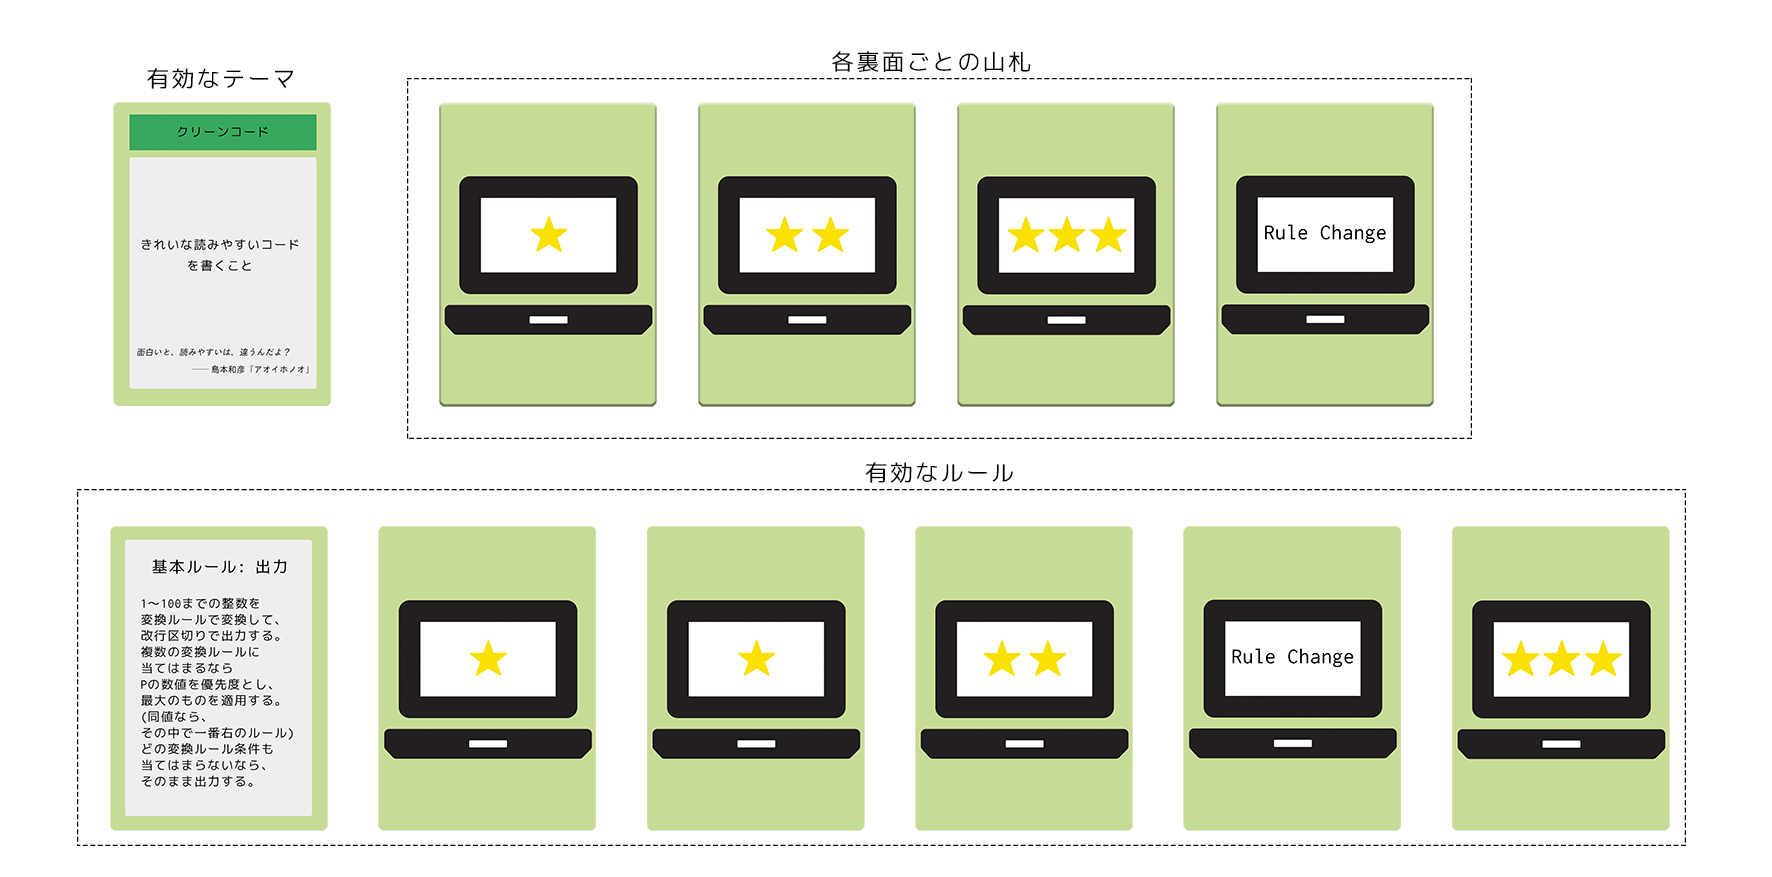 有効なテーマ
クリーンコード
きれいな読みやすいコード
を書くこと
面白いと、読みやすいは、違うんだよ?
── 島本和彦「アオイホノオ」
各裏面ごとの山札
Rule Change
有効なルール
基本ルール: 出力
1〜100までの整数を
変換ルールで変換して、
改行区切りで出力する。
複数の変換ルールに
当てはまるなら
Pの数値を優先度とし、
最大のものを適用する。
(同値なら、
その中で一番右のルール)
どの変換ルール条件も
当てはまらないなら、
そのまま出力する。
Rule Change